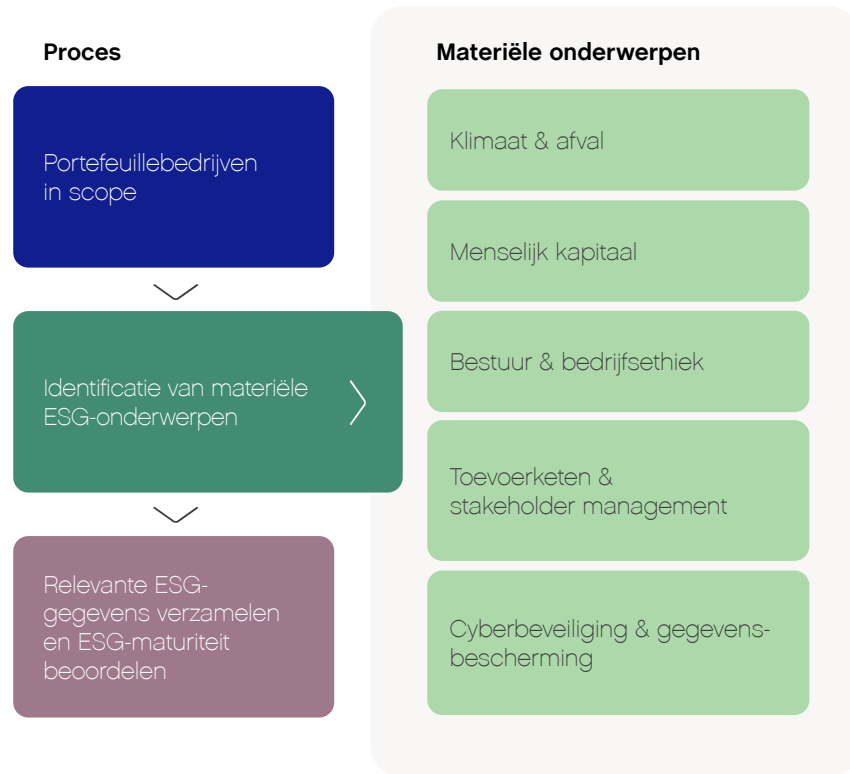 Proces
Portefeuillebedrijven
in scope
Identificatie van materiële
ESG-onderwerpen
Relevante ESG-
gegevens verzamelen
en ESG-maturiteit
beoordelen
Materiële onderwerpen
Klimaat & afval
Menselijk kapitaal
Bestuur & bedrijfsethiek
Toevoerketen &
stakeholder management
Cyberbeveiliging & gegevens-
bescherming